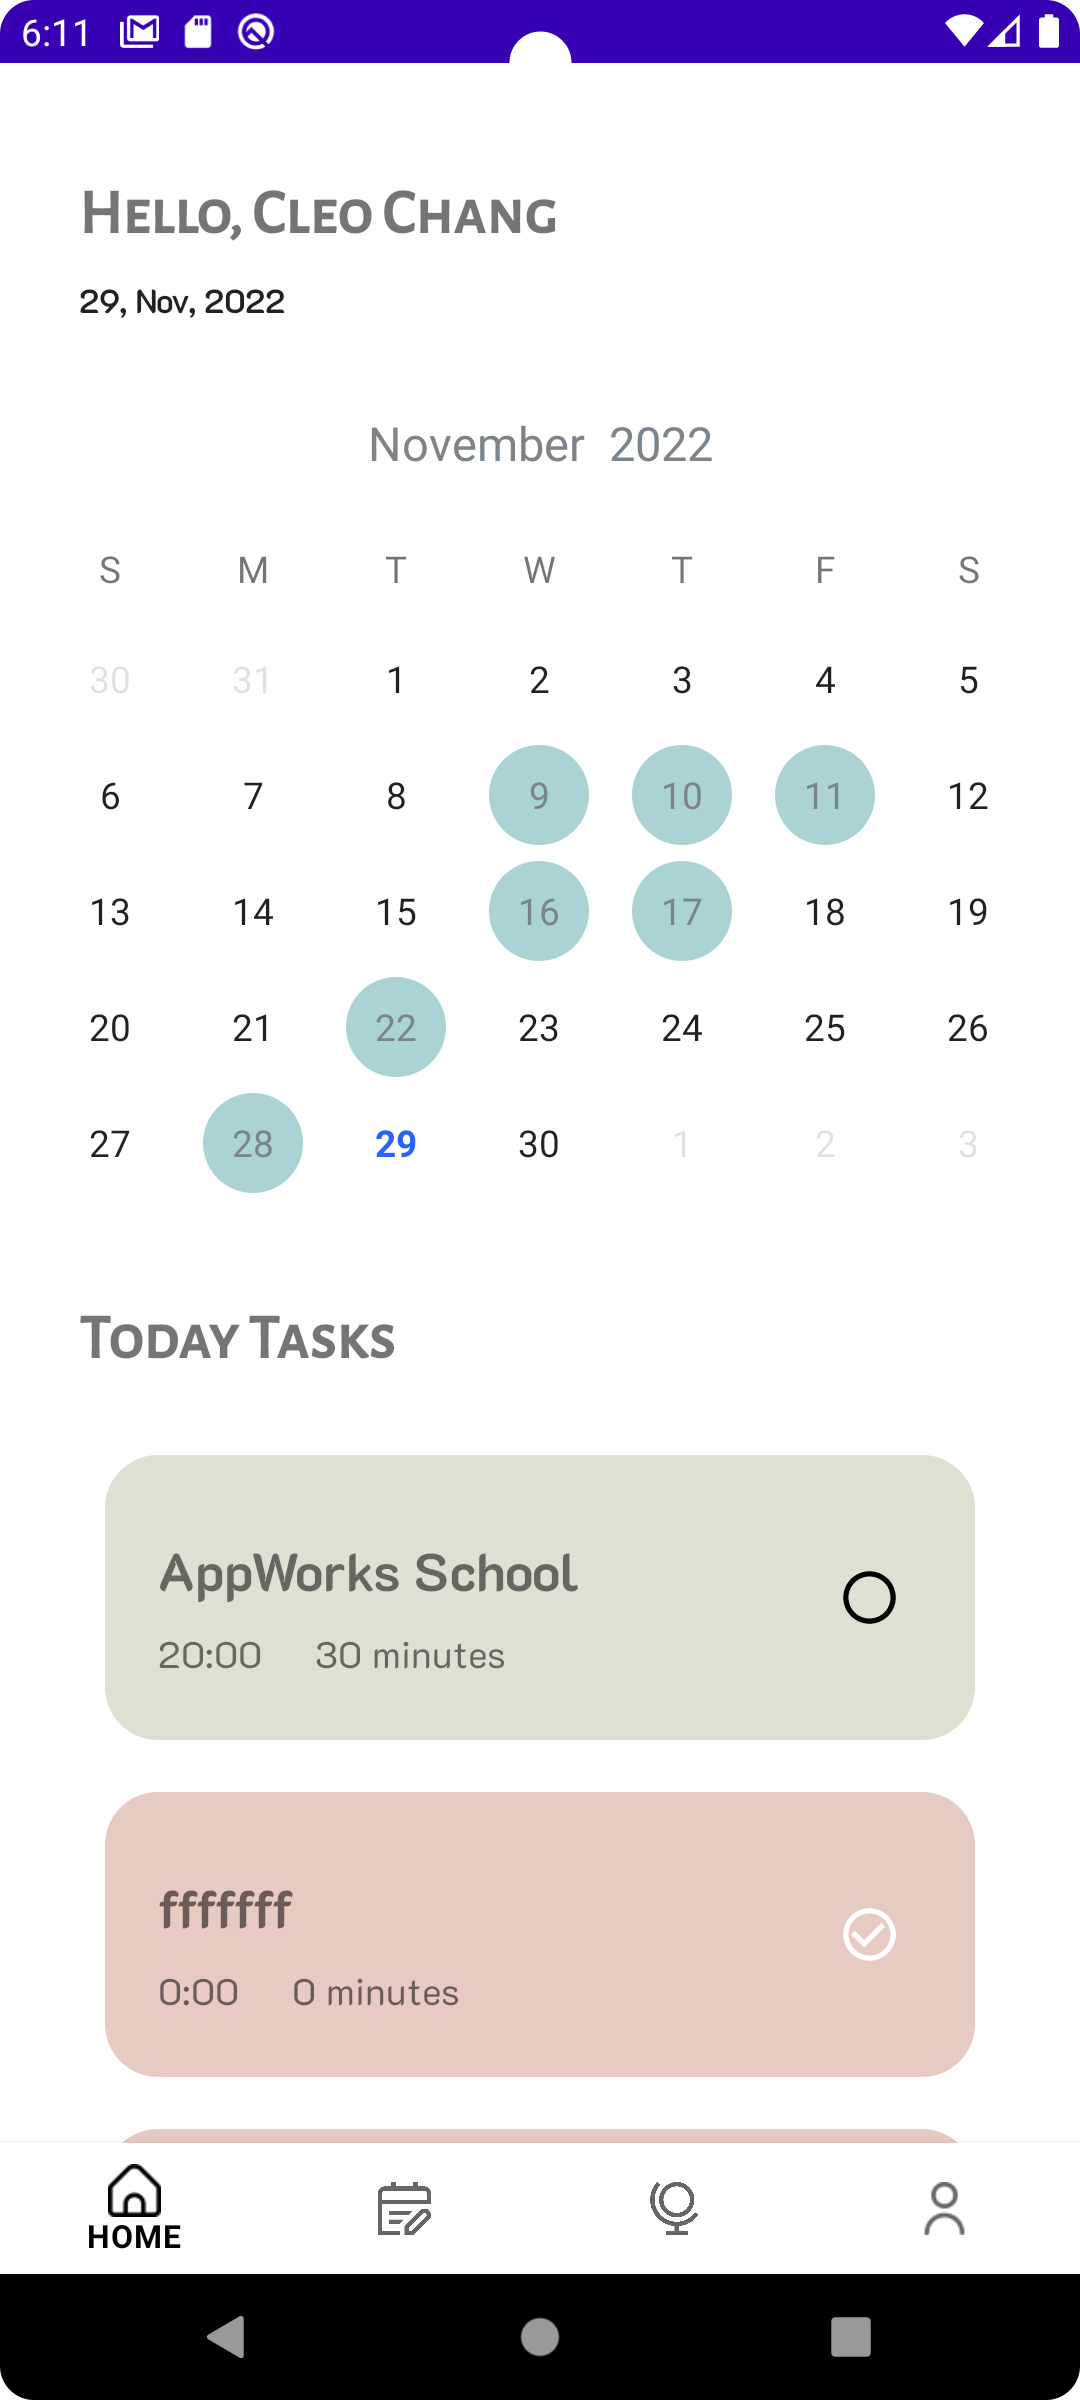 6:11
Hello, Cleo Chang
29, Nov, 2022
November 2022
S M T W T F S
30 31 1 2 3 4 5
6 7 8 9 10 11 12
13 14 15 16 17 18 19
20 21 22 23 24 25 26
27 28 29 30 1 2 3
Today Tasks
AppWorks School
20:00 30 minutes
fffffff
0:00 0 minutes
HOME